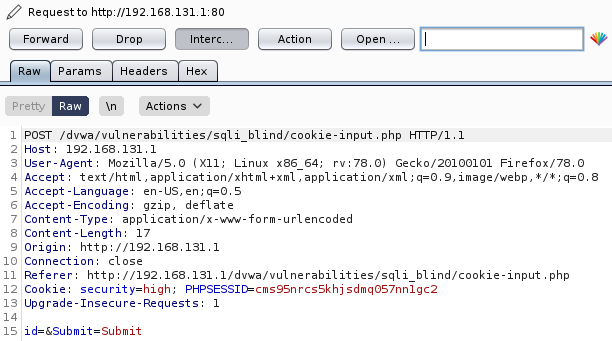 Request to http://192.168.131.1:80
Forward Drop Interc... Action Open ...
Raw Params Headers Hex
Pretty Raw \n Actions
1 POST /dvwa/vulnerabilities/sqli_blind/cookie-input.php HTTP/1.1
2 Host: 192.168.131.1
3 User-Agent: Mozilla/5.0 (X11; Linux x86_64; rv:78.0) Gecko/20100101 Firefox/78.0
4 Accept: text/html,application/xhtml+xml,application/xml;q=0.9,image/webp,*/*;q=0.8
5 Accept-Language: en-US,en;q=0.5
6 Accept-Encoding: gzip, deflate
7 Content-Type: application/x-www-form-urlencoded
8 Content-Length: 17
9 Origin: http://192.168.131.1
10 Connection: close
11 Referer: http://192.168.131.1/dvwa/vulnerabilities/sqli_blind/cookie-input.php
12 Cookie: security=high; PHPSESSID=cms95nrcs5khjsdmq057nn1gc2
13 Upgrade-Insecure-Requests: 1
14
15 id=&Submit=Submit